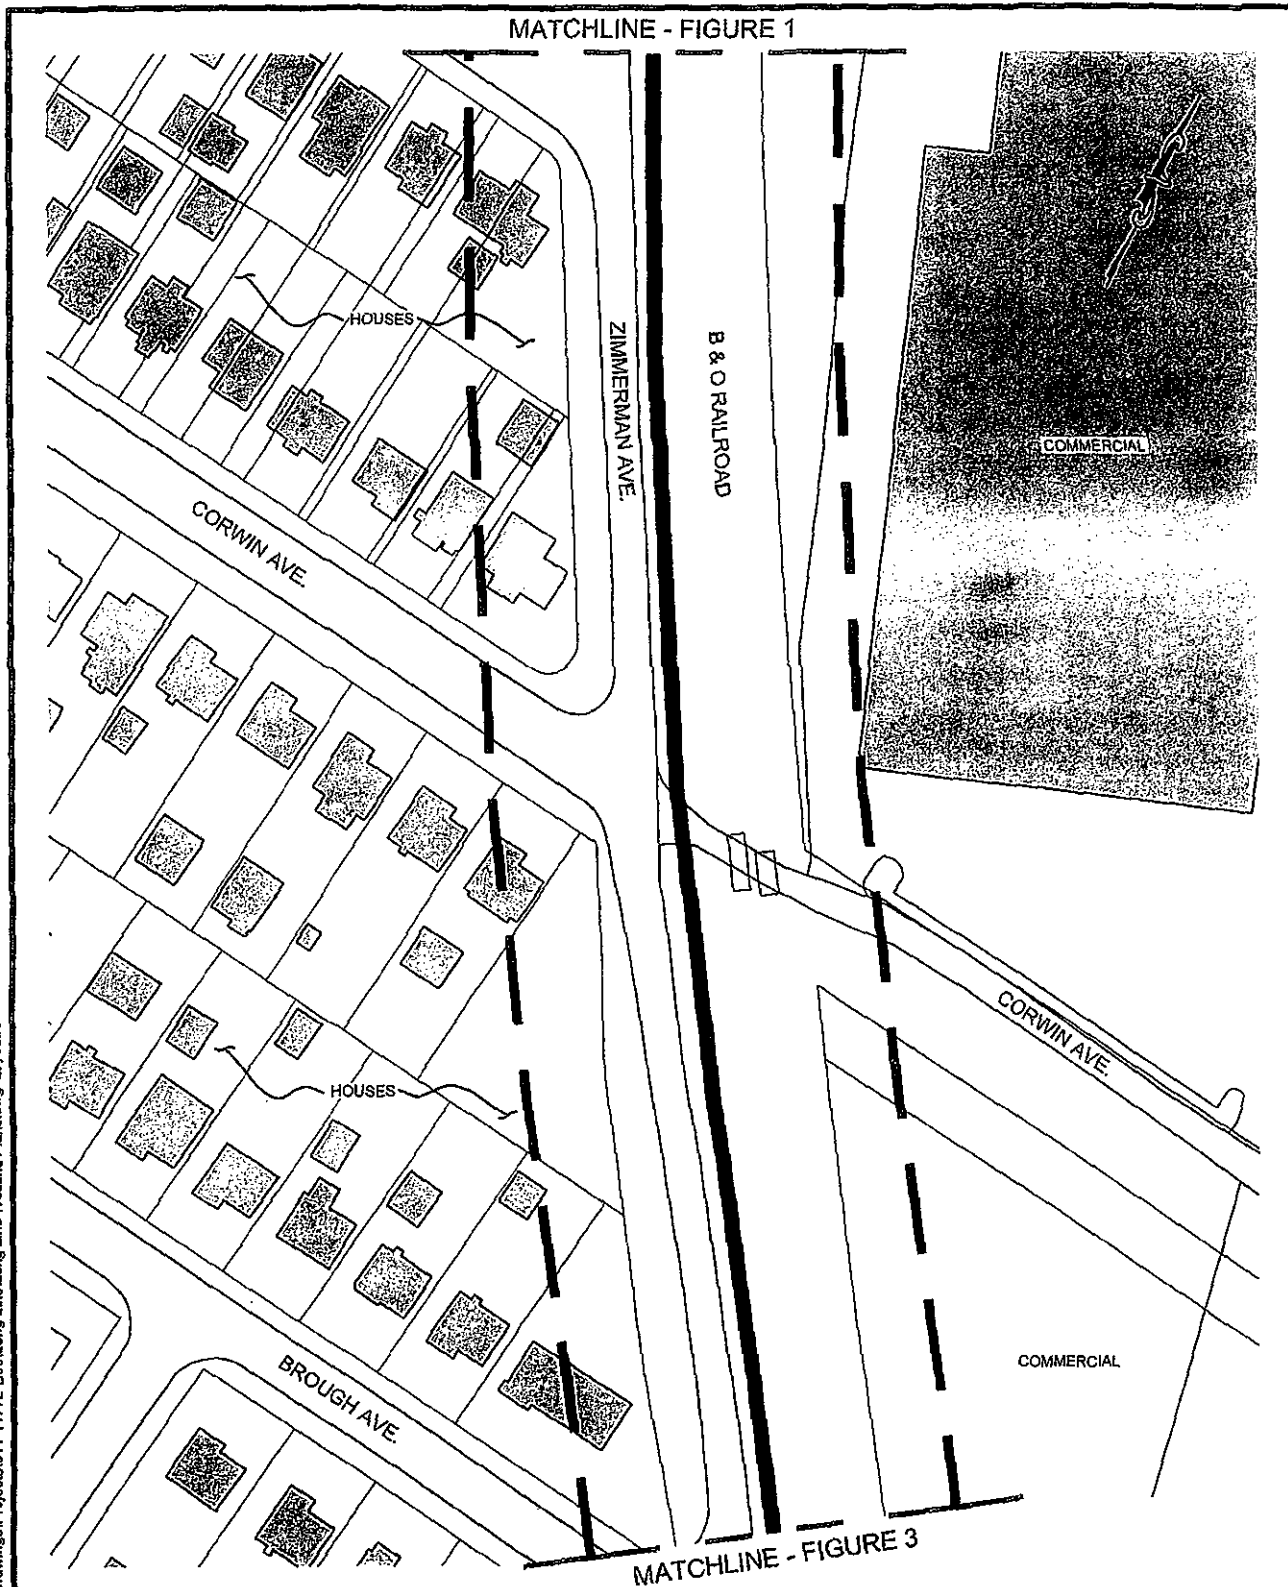 MATCHLINE - FIGURE 1
HOUSES
ZIMMERMAN AVE.
B & O RAILROAD
COMMERCIAL
CORWIN AVE.
CORWIN AVE.
HOUSES
BROUGH AVE.
COMMERCIAL
MATCHLINE - FIGURE 3